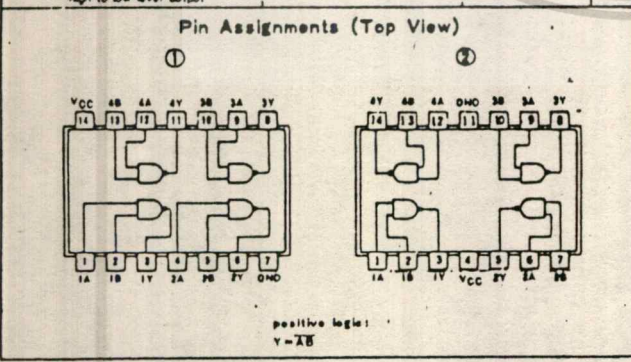 Pin Assignments (Top View)
① ②
VCC 4B 4A 4Y 3B 3A 3Y
14 13 12 11 10 9 8
1 2 3 4 5 6 7
1A 1B 1Y 2A 2B 2Y GND
4Y 4B 4A GND 3B 3A 3Y
14 13 12 11 10 9 8
1 2 3 4 5 6 7
1A 1B 1Y VCC 2Y 2A 2B
positive logic:
Y=A̅B̅